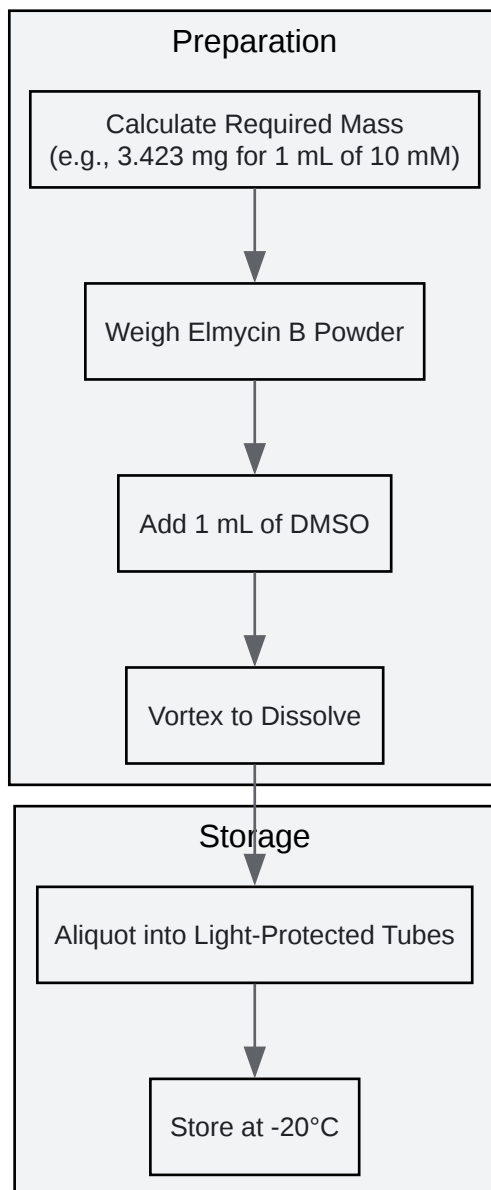 Preparation
Calculate Required Mass
(e.g., 3.423 mg for 1 mL of 10 mM)
Weigh Elmycin B Powder
Add 1 mL of DMSO
Vortex to Dissolve
Storage
Aliquot into Light-Protected Tubes
Store at -20°C